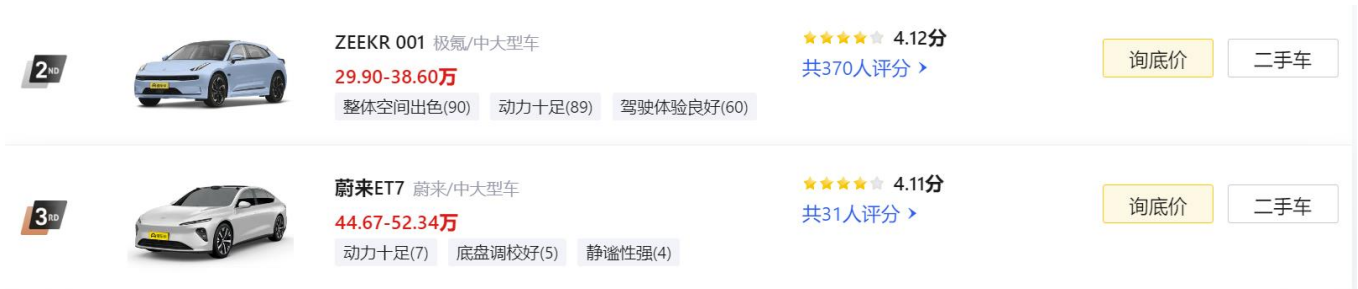 2ND
ZEEKR 001 极氪/中大型车
29.90-38.60万
整体空间出色(90) 动力十足(89) 驾驶体验良好(60)
4.12分
共370人评分
询底价 二手车
3RD
蔚来ET7 蔚来/中大型车
44.67-52.34万
动力十足(7) 底盘调校好(5) 静谧性强(4)
4.11分
共31人评分
询底价 二手车